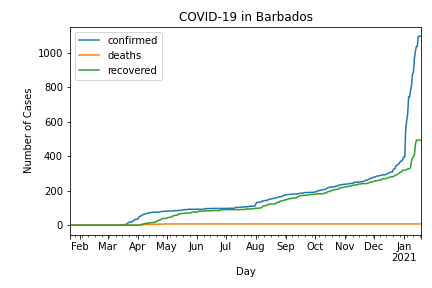 COVID-19 in Barbados
confirmed
deaths
recovered
Number of Cases
1000
800
600
400
200
0
Feb Mar Apr May Jun Jul Aug Sep Oct Nov Dec Jan
2021
Day